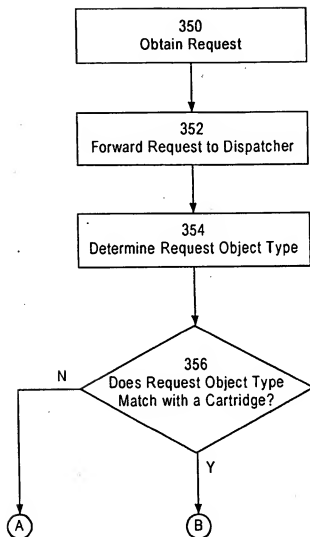 350
Obtain Request
352
Forward Request to Dispatcher
354
Determine Request Object Type
356
Does Request Object Type
Match with a Cartridge?
N
Y
A
B